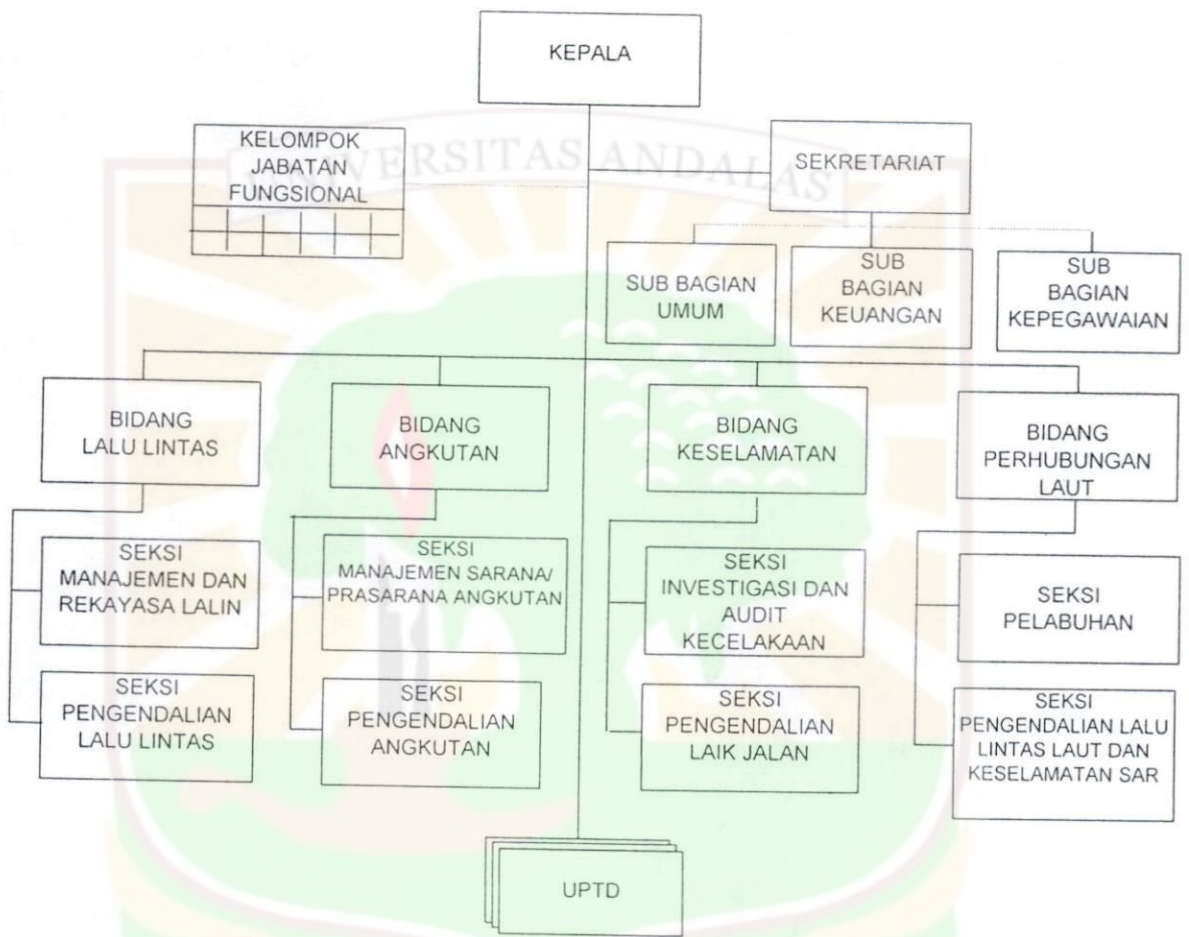 KEPALA
KELOMPOK
JABATAN
FUNGSIONAL
UNIVERSITAS ANDALAS
SEKRETARIAT
SUB BAGIAN
UMUM
SUB
BAGIAN
KEUANGAN
SUB
BAGIAN
KEPEGAWAIAN
BIDANG
LALU LINTAS
BIDANG
ANGKUTAN
BIDANG
KESELAMATAN
BIDANG
PERHUBUNGAN
LAUT
SEKSI
MANAJEMEN DAN
REKAYASA LALIN
SEKSI
MANAJEMEN SARANA/
PRASARANA ANGKUTAN
SEKSI
INVESTIGASI DAN
AUDIT
KECELAKAAN
SEKSI
PELABUHAN
SEKSI
PENGENDALIAN
LALU LINTAS
SEKSI
PENGENDALIAN
ANGKUTAN
SEKSI
PENGENDALIAN
LAIK JALAN
SEKSI
PENGENDALIAN LALU
LINTAS LAUT DAN
KESELAMATAN SAR
UPTD